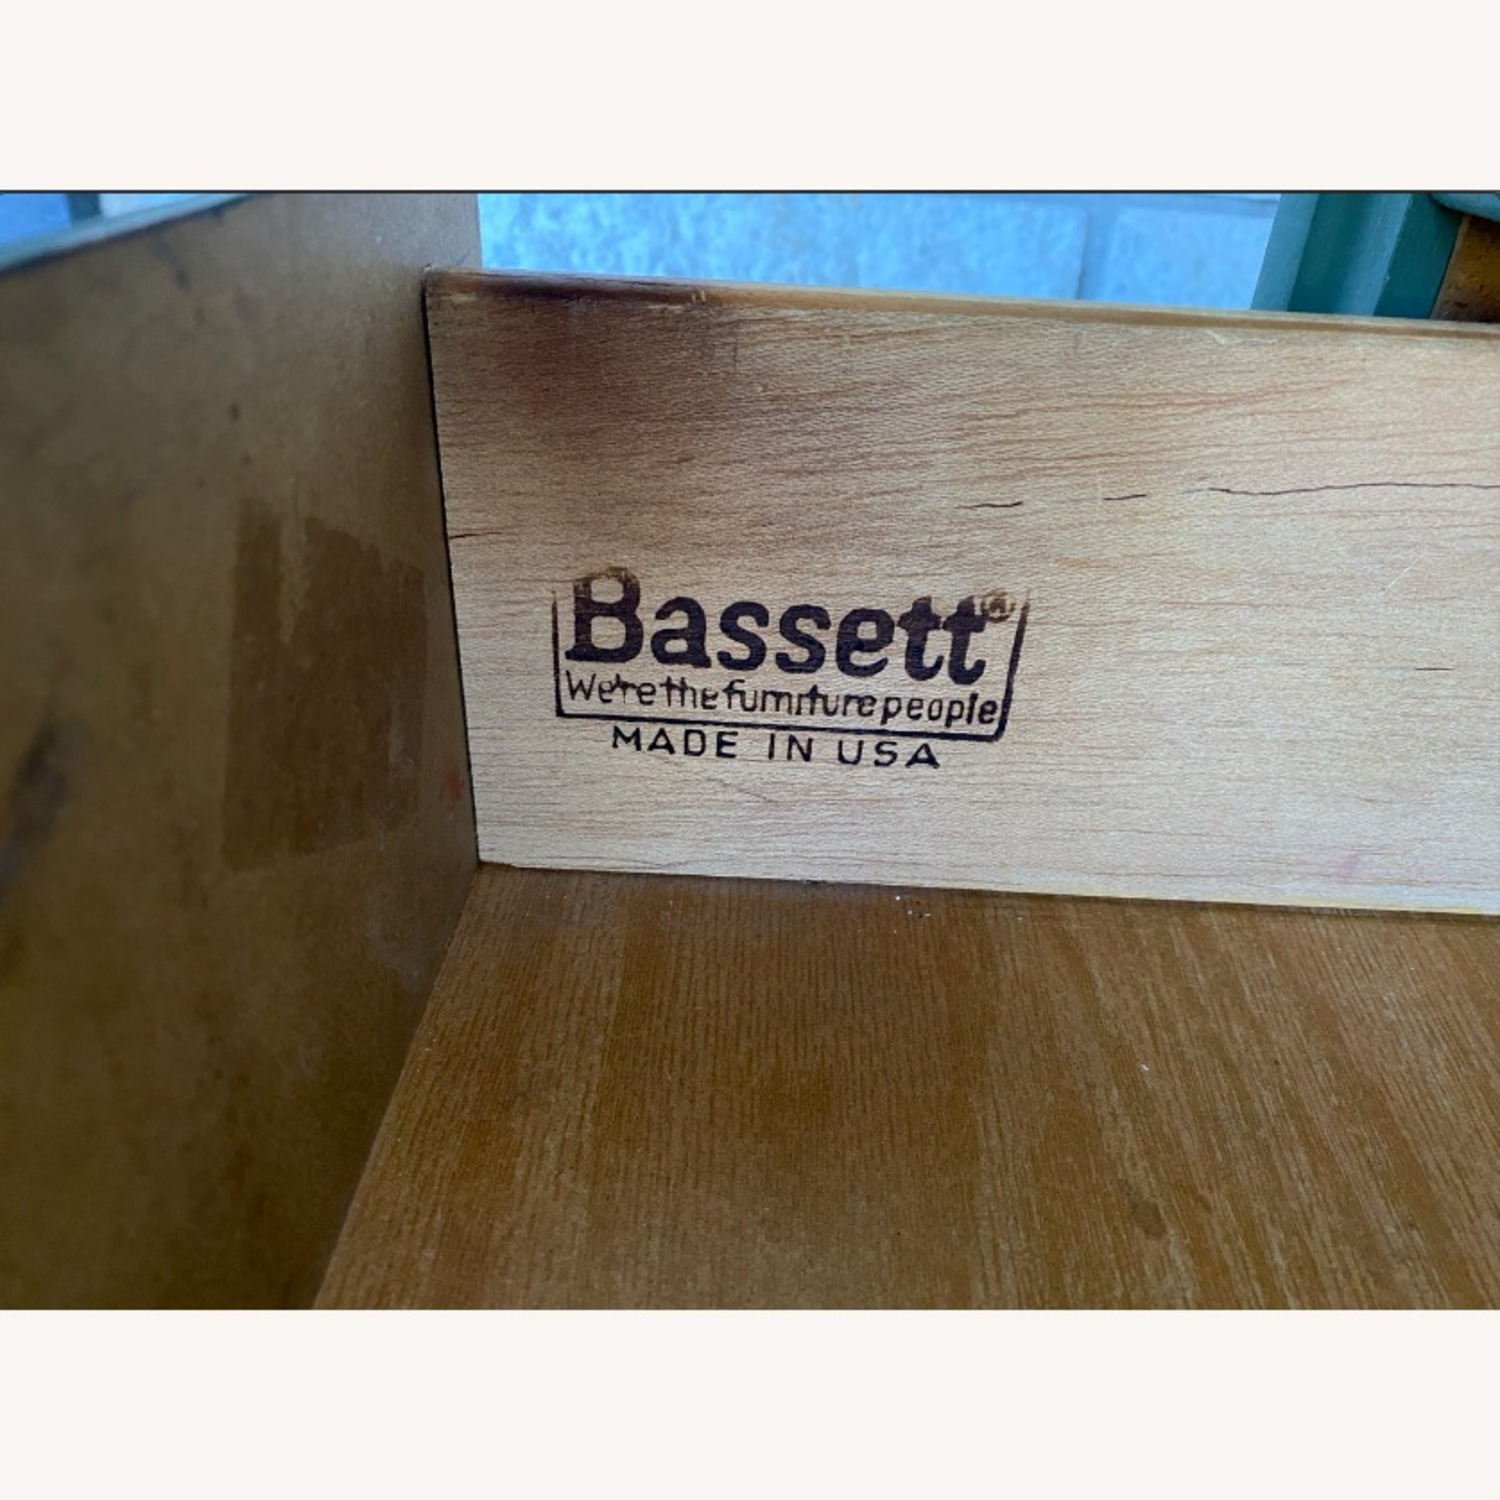 Bassett®
We're the furniture people
MADE IN USA